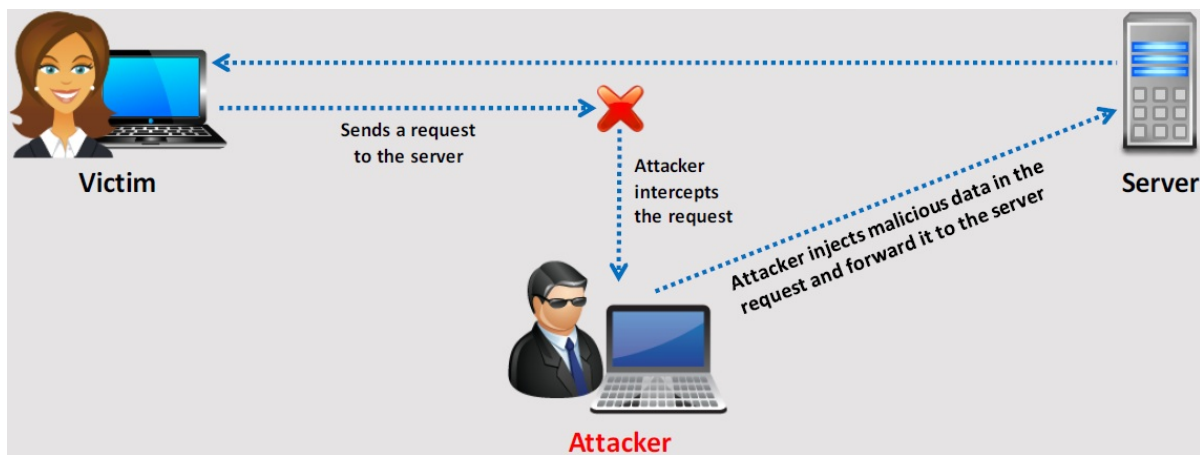 Sends a request
to the server
Victim
Attacker
intercepts
the request
Attacker injects malicious data in the
request and forward it to the server
Server
Attacker